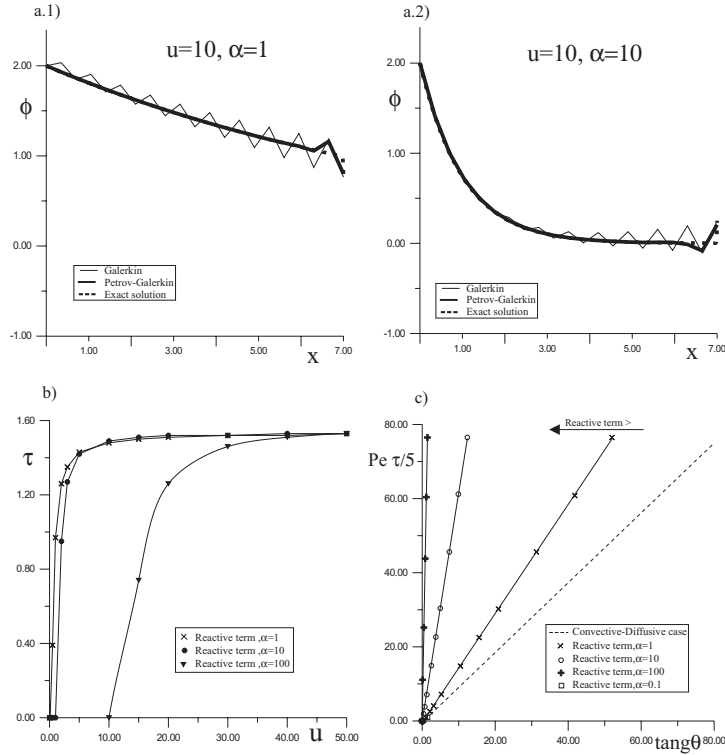 a.1)
u=10, α=1
2.00
ϕ
1.00
0.00
-1.00
Galerkin
Petrov-Galerkin
Exact solution
1.00
3.00
5.00
7.00
x
a.2)
u=10, α=10
2.00
ϕ
1.00
0.00
-1.00
Galerkin
Petrov-Galerkin
Exact solution
1.00
3.00
5.00
7.00
x
b)
1.60
τ
1.20
0.80
0.40
0.00
Reactive term ,α=1
Reactive term ,α=10
Reactive term ,α=100
0.00
10.00
20.00
30.00
40.00
50.00
u
c)
80.00
Pe τ/5
60.00
40.00
20.00
0.00
Reactive term >
Convective-Diffusive case
Reactive term,α=1
Reactive term,α=10
Reactive term,α=100
Reactive term,α=0.1
0.00
20.00
40.00
60.00
80.00
tangθ